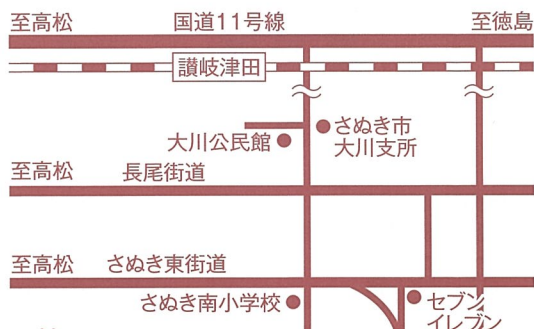 至高松 国道11号線 至徳島
讃岐津田
さぬき市
大川支所
大川公民館
長尾街道
至高松
至高松 さぬき東街道
さぬき南小学校
セブン
イレブン